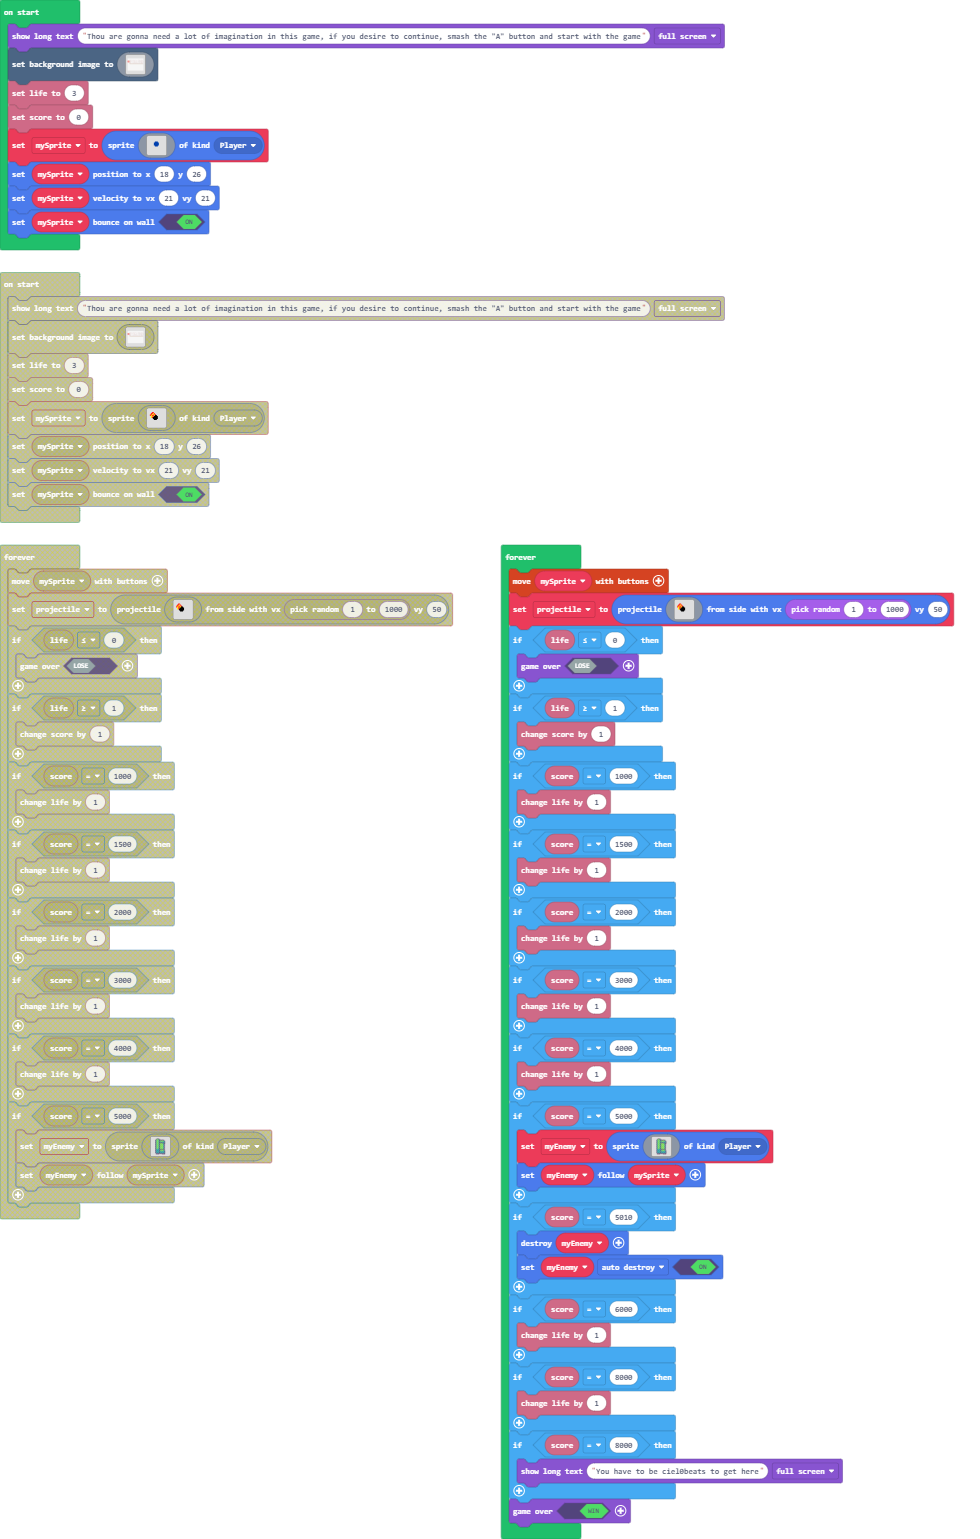 on start
show long text "Thou are gonna need a lot of imagination in this game, if you desire to continue, smash the "A" button and start with the game" full screen
set background image to
set life to 3
set score to 0
set mySprite to sprite of kind Player
set mySprite position to x 18 y 26
set mySprite velocity to vx 21 vy 21
set mySprite bounce on wall ON
on start
show long text "Thou are gonna need a lot of imagination in this game, if you desire to continue, smash the "A" button and start with the game" full screen
set background image to
set life to 3
set score to 0
set mySprite to sprite of kind Player
set mySprite position to x 18 y 26
set mySprite velocity to vx 21 vy 21
set mySprite bounce on wall ON
forever
move mySprite with buttons
set projectile to projectile from side with vx pick random 1 to 1000 vy 50
if life ≤ 0 then
game over LOSE
if life ≥ 1 then
change score by 1
if score = 1000 then
change life by 1
if score = 1500 then
change life by 1
if score = 2000 then
change life by 1
if score = 3000 then
change life by 1
if score = 4000 then
change life by 1
if score = 5000 then
set myEnemy to sprite of kind Player
set myEnemy follow mySprite
forever
move mySprite with buttons
set projectile to projectile from side with vx pick random 1 to 1000 vy 50
if life ≤ 0 then
game over LOSE
if life ≥ 1 then
change score by 1
if score = 1000 then
change life by 1
if score = 1500 then
change life by 1
if score = 2000 then
change life by 1
if score = 3000 then
change life by 1
if score = 4000 then
change life by 1
if score = 5000 then
set myEnemy to sprite of kind Player
set myEnemy follow mySprite
if score = 5010 then
destroy myEnemy
set myEnemy auto destroy ON
if score = 6000 then
change life by 1
if score = 8000 then
change life by 1
if score = 8000 then
show long text "You have to be ciel0beats to get here" full screen
game over WIN